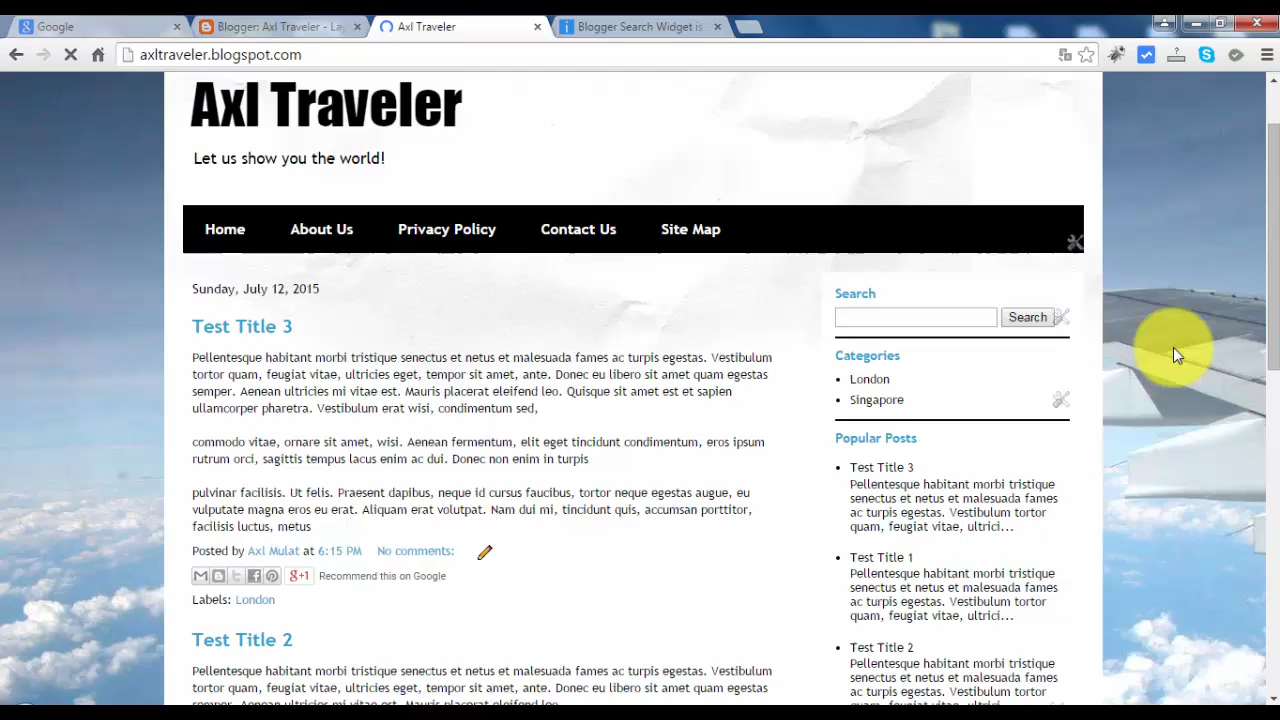 Google
Blogger: Axl Traveler - La
Axl Traveler
Blogger Search Widget is
axltraveler.blogspot.com
Axl Traveler
Let us show you the world!
Home About Us Privacy Policy Contact Us Site Map
Sunday, July 12, 2015
Test Title 3
Pellentesque habitant morbi tristique senectus et netus et malesuada fames ac turpis egestas. Vestibulum
tortor quam, feugiat vitae, ultricies eget, tempor sit amet, ante. Donec eu libero sit amet quam egestas
semper. Aenean ultricies mi vitae est. Mauris placerat eleifend leo. Quisque sit amet est et sapien
ullamcorper pharetra. Vestibulum erat wisi, condimentum sed,
commodo vitae, ornare sit amet, wisi. Aenean fermentum, elit eget tincidunt condimentum, eros ipsum
rutrum orci, sagittis tempus lacus enim ac dui. Donec non enim in turpis
pulvinar facilisis. Ut felis. Praesent dapibus, neque id cursus faucibus, tortor neque egestas augue, eu
vulputate magna eros eu erat. Aliquam erat volutpat. Nam dui mi, tincidunt quis, accumsan porttitor,
facilisis luctus, metus
Posted by Axl Mulat at 6:15 PM No comments:
g+1 Recommend this on Google
Labels: London
Test Title 2
Pellentesque habitant morbi tristique senectus et netus et malesuada fames ac turpis egestas. Vestibulum
tortor quam, feugiat vitae, ultricies eget, tempor sit amet, ante. Donec eu libero sit amet quam egestas
Search
Search
Categories
London
Singapore
Popular Posts
Test Title 3
Pellentesque habitant morbi tristique
senectus et netus et malesuada fames
ac turpis egestas. Vestibulum tortor
quam, feugiat vitae, ultrici...
Test Title 1
Pellentesque habitant morbi tristique
senectus et netus et malesuada fames
ac turpis egestas. Vestibulum tortor
quam, feugiat vitae, ultrici...
Test Title 2
Pellentesque habitant morbi tristique
senectus et netus et malesuada fames
ac turpis egestas. Vestibulum tortor